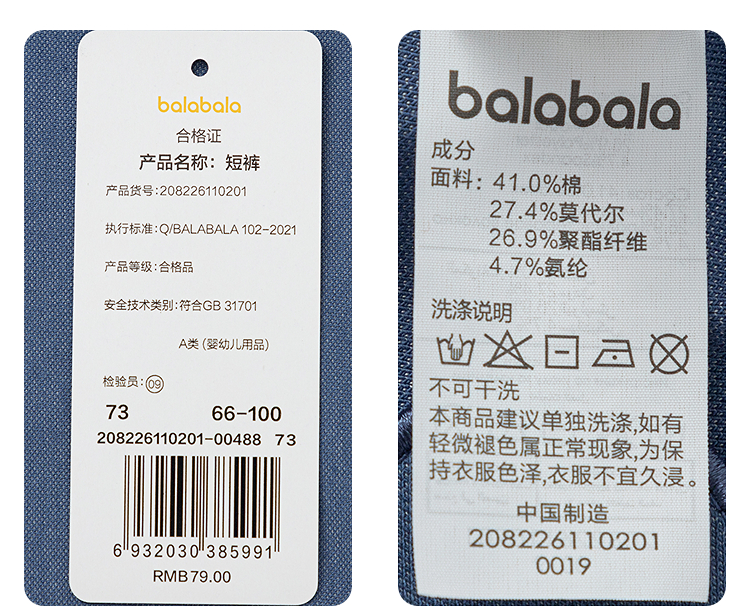 balabala
合格证
产品名称：短裤
产品货号:208226110201
执行标准:Q/BALABALA 102-2021
产品等级:合格品
安全技术类别:符合GB 31701
A类 (婴幼儿用品)
检验员: 09
73 66-100
208226110201-00488 73
6 932030 385991
RMB79.00
balabala
成分
面料: 41.0%棉
27.4%莫代尔
26.9%聚酯纤维
4.7%氨纶
洗涤说明
不可干洗
本商品建议单独洗涤,如有
轻微褪色属正常现象,为保
持衣服色泽,衣服不宜久浸。
中国制造
208226110201
0019